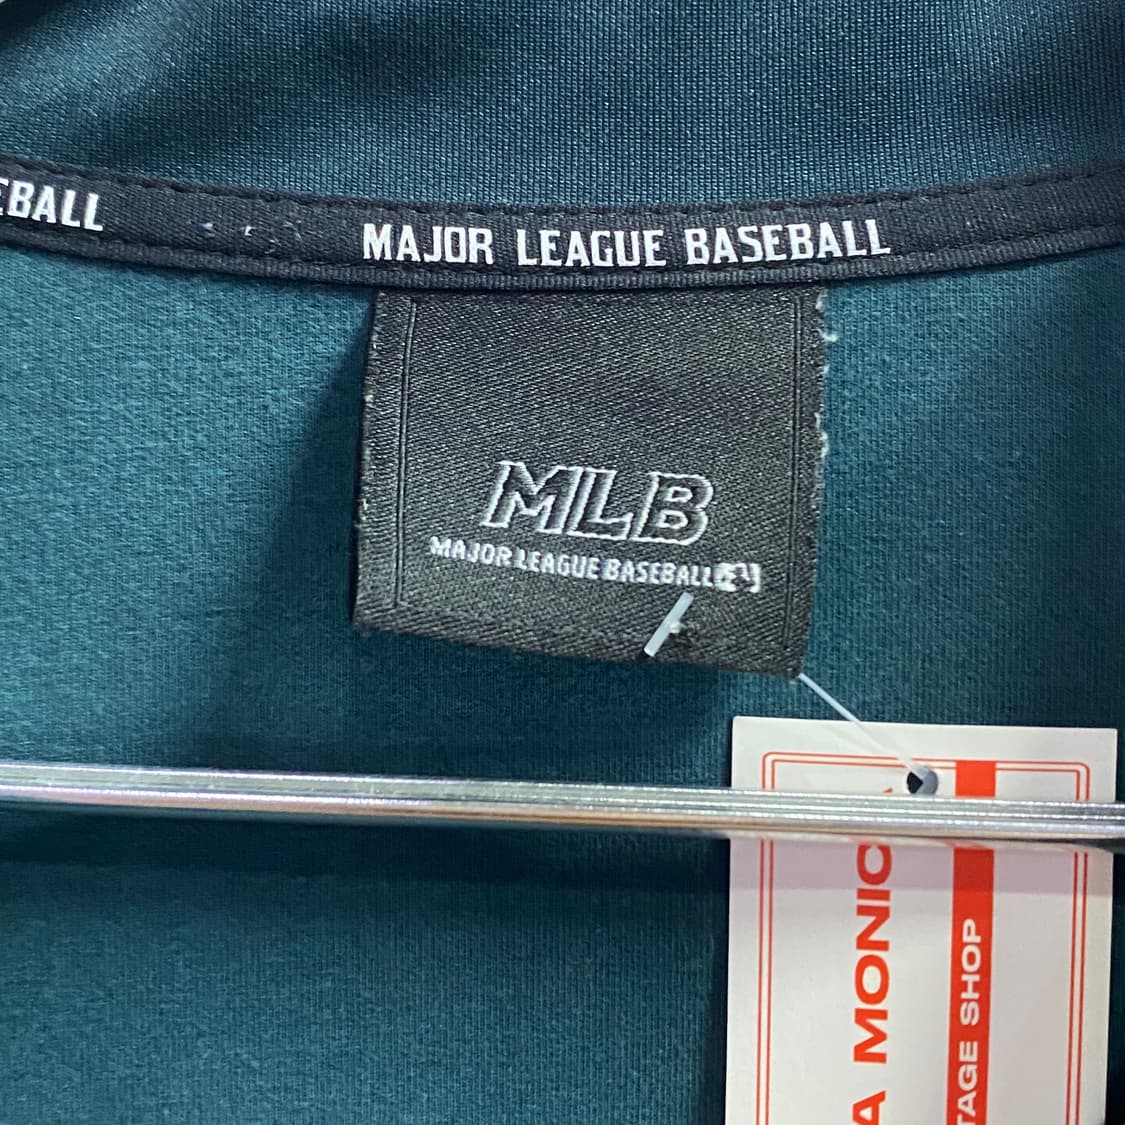 EBALL MAJOR LEAGUE BASEBALL
MLB
MAJOR LEAGUE BASEBALL
A MONIC
TAGE SHOP